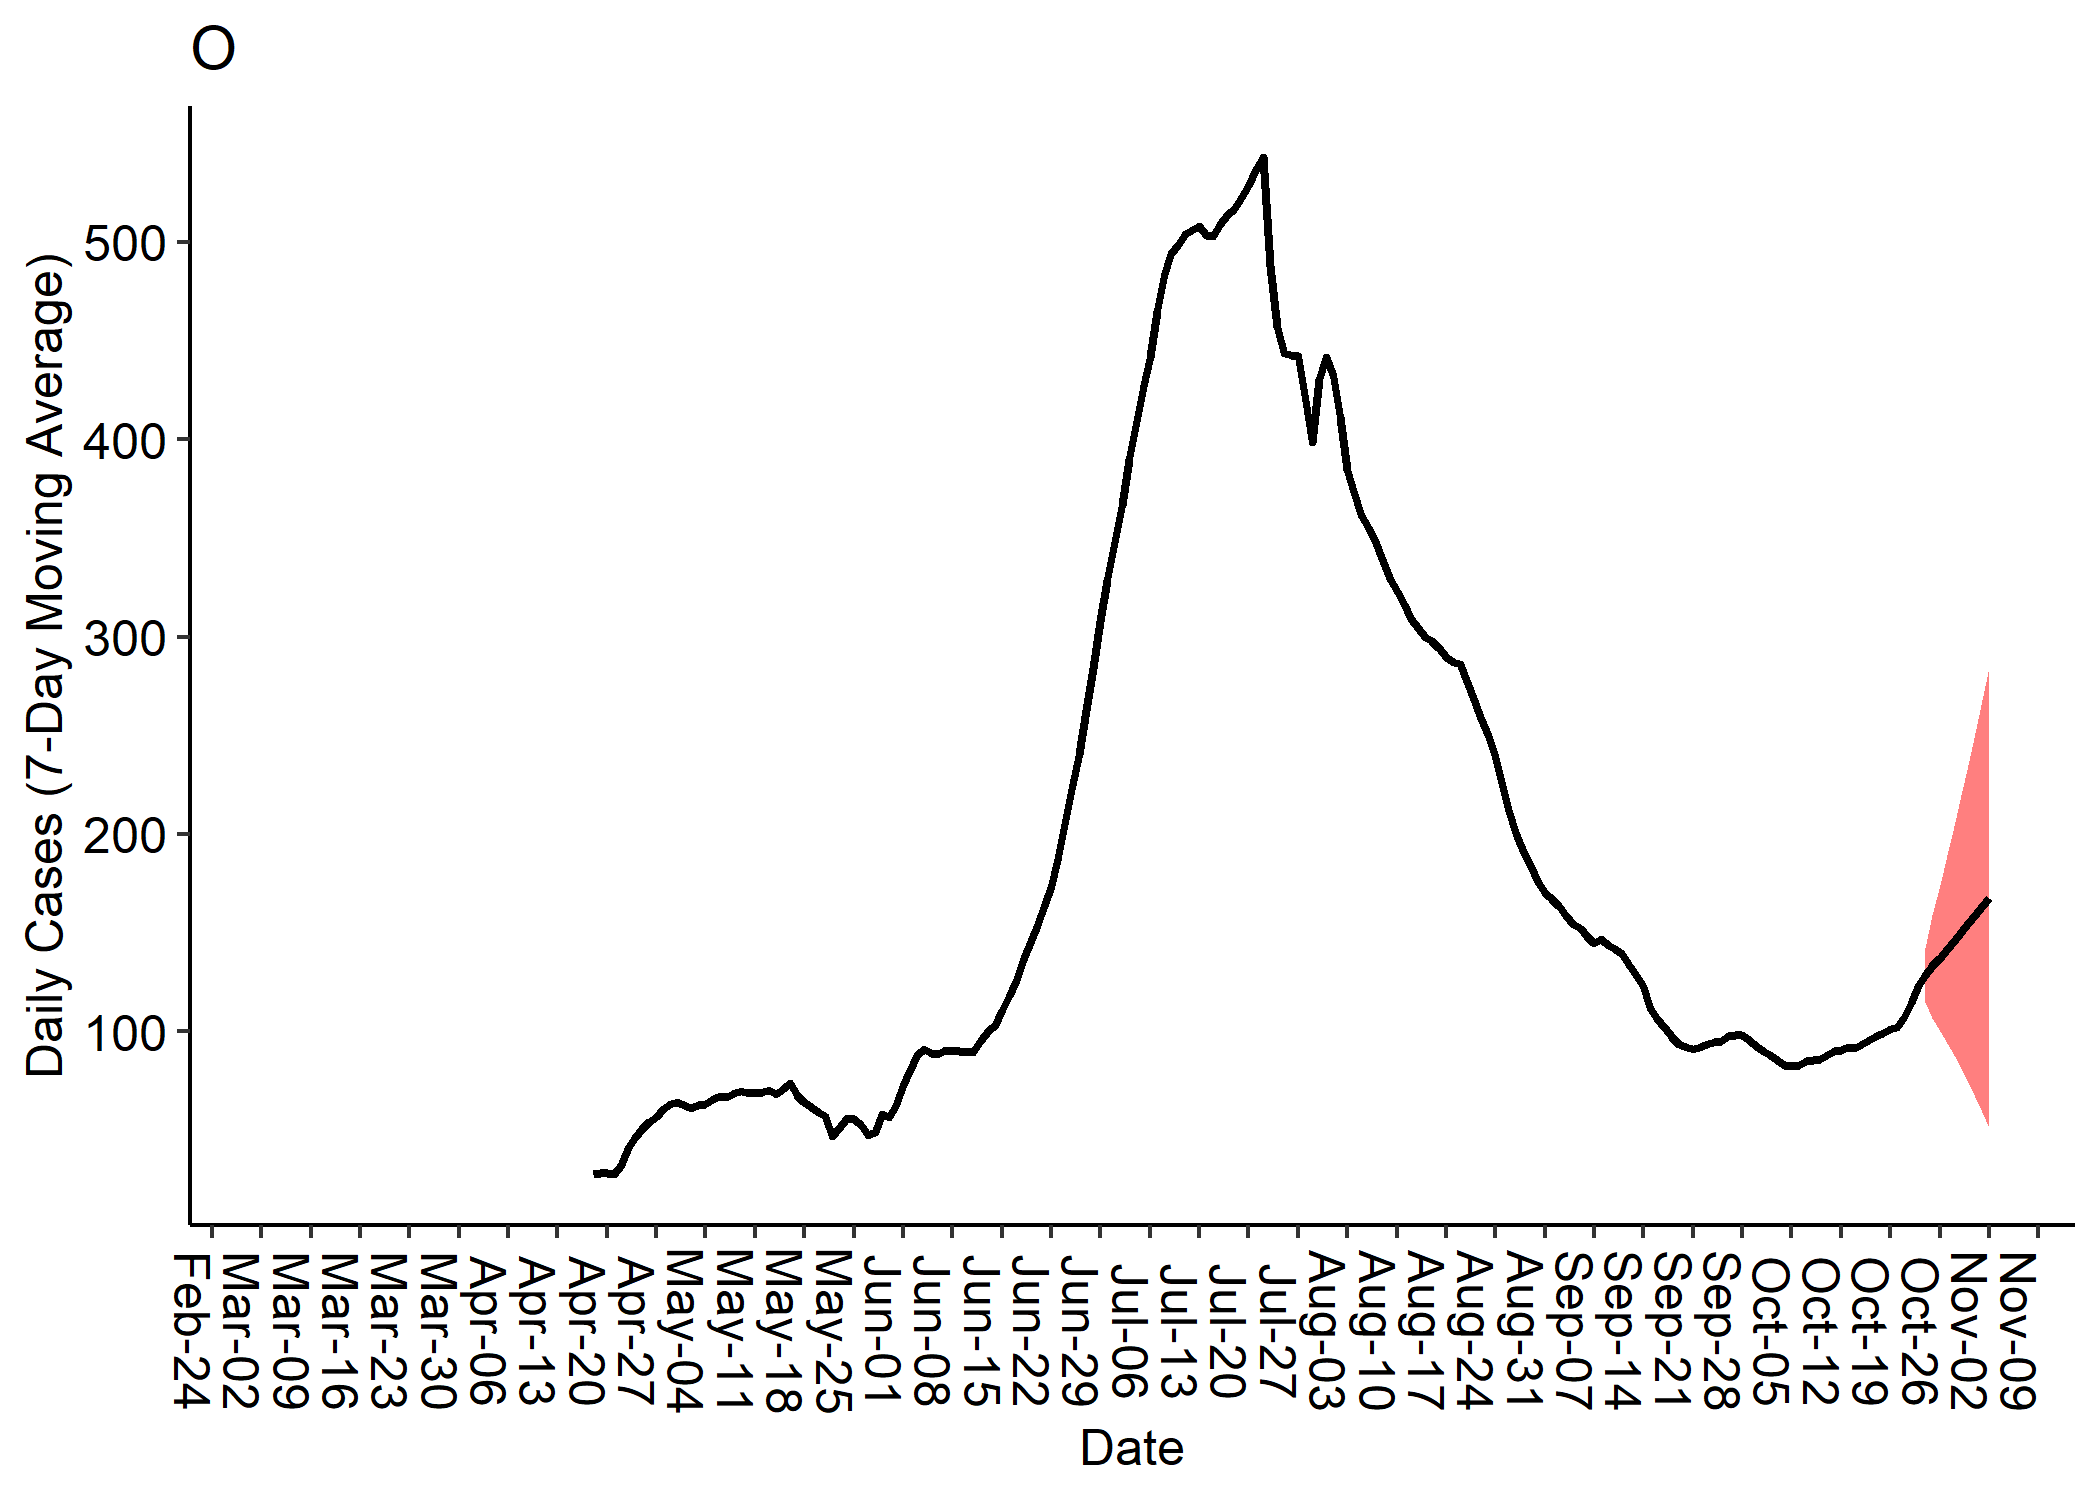 O
Daily Cases (7-Day Moving Average)
500
400
300
200
100
Feb-24
Mar-02
Mar-09
Mar-16
Mar-23
Mar-30
Apr-06
Apr-13
Apr-20
Apr-27
May-04
May-11
May-18
May-25
Jun-01
Jun-08
Jun-15
Jun-22
Jun-29
Jul-06
Jul-13
Jul-20
Jul-27
Aug-03
Aug-10
Aug-17
Aug-24
Aug-31
Sep-07
Sep-14
Sep-21
Sep-28
Oct-05
Oct-12
Oct-19
Oct-26
Nov-02
Nov-09
Date